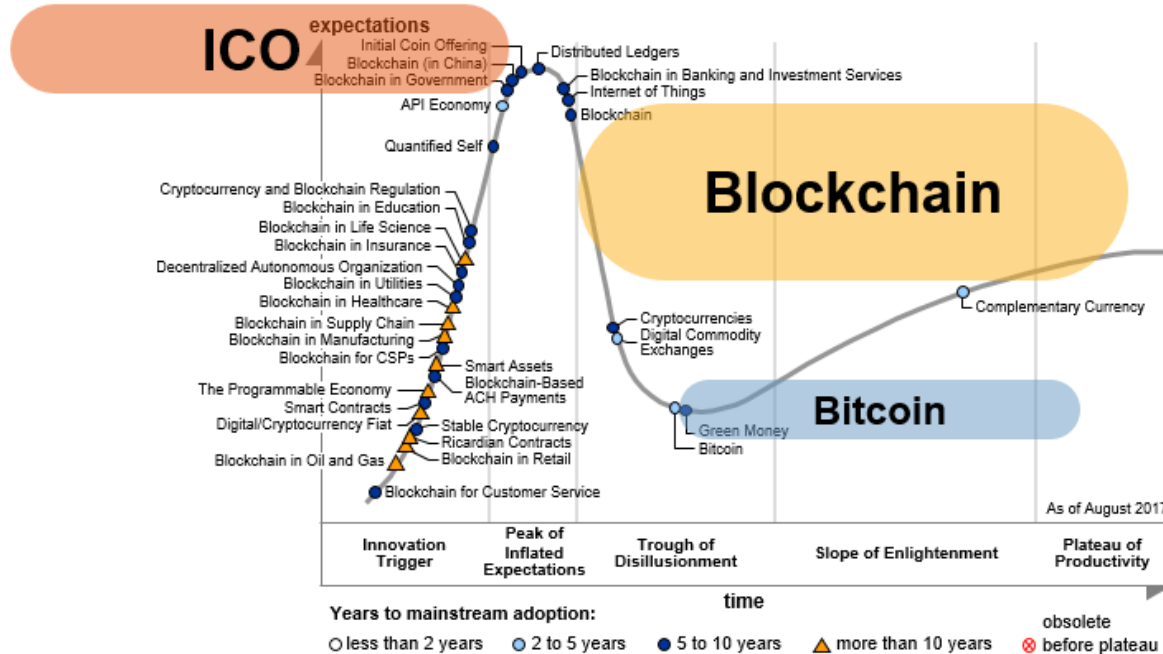 ICO
expectations
Initial Coin Offering
Blockchain (in China)
Blockchain in Government
API Economy
Quantified Self
Distributed Ledgers
Blockchain in Banking and Investment Services
Internet of Things
Blockchain
Blockchain
Cryptocurrency and Blockchain Regulation
Blockchain in Education
Blockchain in Life Science
Blockchain in Insurance
Decentralized Autonomous Organization
Blockchain in Utilities
Blockchain in Healthcare
Blockchain in Supply Chain
Blockchain in Manufacturing
Blockchain for CSPs
Smart Assets
Blockchain-Based
ACH Payments
The Programmable Economy
Smart Contracts
Digital/Cryptocurrency Fiat
Stable Cryptocurrency
Ricardian Contracts
Blockchain in Retail
Blockchain in Oil and Gas
Blockchain for Customer Service
Cryptocurrencies
Digital Commodity
Exchanges
Complementary Currency
Bitcoin
Green Money
Bitcoin
As of August 2017
Innovation
Trigger
Peak of
Inflated
Expectations
Trough of
Disillusionment
Slope of Enlightenment
Plateau of
Productivity
time
Years to mainstream adoption:
less than 2 years
2 to 5 years
5 to 10 years
more than 10 years
obsolete
before plateau